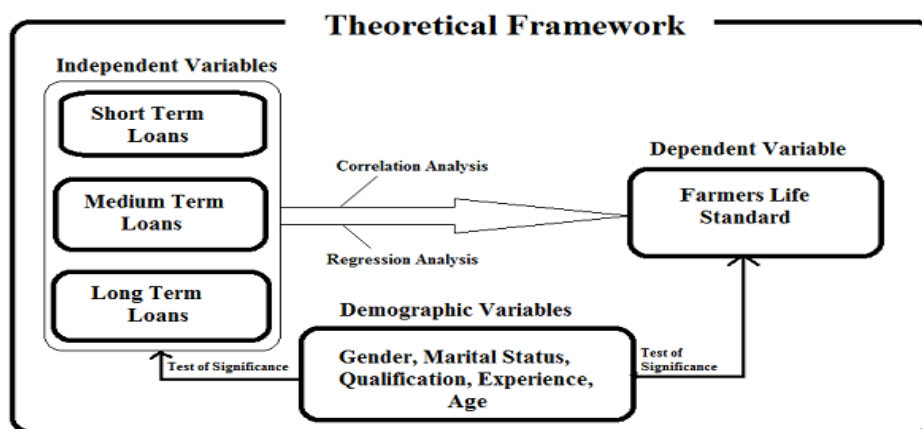 Theoretical Framework
Independent Variables
Short Term
Loans
Medium Term
Loans
Long Term
Loans
Correlation Analysis
Regression Analysis
Dependent Variable
Farmers Life
Standard
Demographic Variables
Gender, Marital Status,
Qualification, Experience,
Age
Test of Significance
Test of
Significance